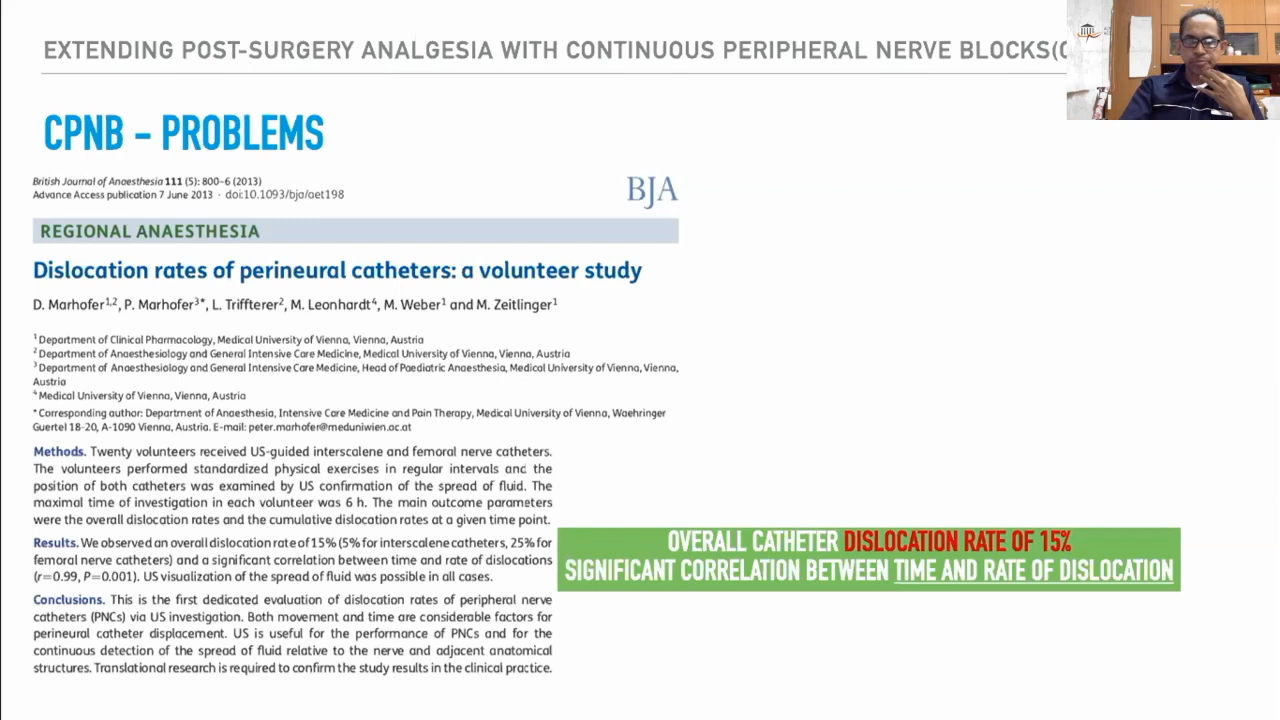 EXTENDING POST-SURGERY ANALGESIA WITH CONTINUOUS PERIPHERAL NERVE BLOCKS(
CPNB - PROBLEMS
British Journal of Anaesthesia 111 (5): 800–6 (2013)
Advance Access publication 7 June 2013 · doi:10.1093/bja/aet198
BJA
REGIONAL ANAESTHESIA
Dislocation rates of perineural catheters: a volunteer study
D. Marhofer1,2, P. Marhofer3*, L. Triffterer2, M. Leonhardt4, M. Weber1 and M. Zeitlinger1
1 Department of Clinical Pharmacology, Medical University of Vienna, Vienna, Austria
2 Department of Anaesthesiology and General Intensive Care Medicine, Medical University of Vienna, Vienna, Austria
3 Department of Anaesthesiology and General Intensive Care Medicine, Head of Paediatric Anaesthesia, Medical University of Vienna, Vienna,
Austria
4 Medical University of Vienna, Vienna, Austria
* Corresponding author: Department of Anaesthesia, Intensive Care Medicine and Pain Therapy, Medical University of Vienna, Waehringer
Guertel 18-20, A-1090 Vienna, Austria. E-mail: peter.marhofer@meduniwien.ac.at
Methods. Twenty volunteers received US-guided interscalene and femoral nerve catheters.
The volunteers performed standardized physical exercises in regular intervals and the
position of both catheters was examined by US confirmation of the spread of fluid. The
maximal time of investigation in each volunteer was 6 h. The main outcome parameters
were the overall dislocation rates and the cumulative dislocation rates at a given time point.
Results. We observed an overall dislocation rate of 15% (5% for interscalene catheters, 25% for
femoral nerve catheters) and a significant correlation between time and rate of dislocations
(r=0.99, P=0.001). US visualization of the spread of fluid was possible in all cases.
OVERALL CATHETER DISLOCATION RATE OF 15%
SIGNIFICANT CORRELATION BETWEEN TIME AND RATE OF DISLOCATION
Conclusions. This is the first dedicated evaluation of dislocation rates of peripheral nerve
catheters (PNCs) via US investigation. Both movement and time are considerable factors for
perineural catheter displacement. US is useful for the performance of PNCs and for the
continuous detection of the spread of fluid relative to the nerve and adjacent anatomical
structures. Translational research is required to confirm the study results in the clinical practice.